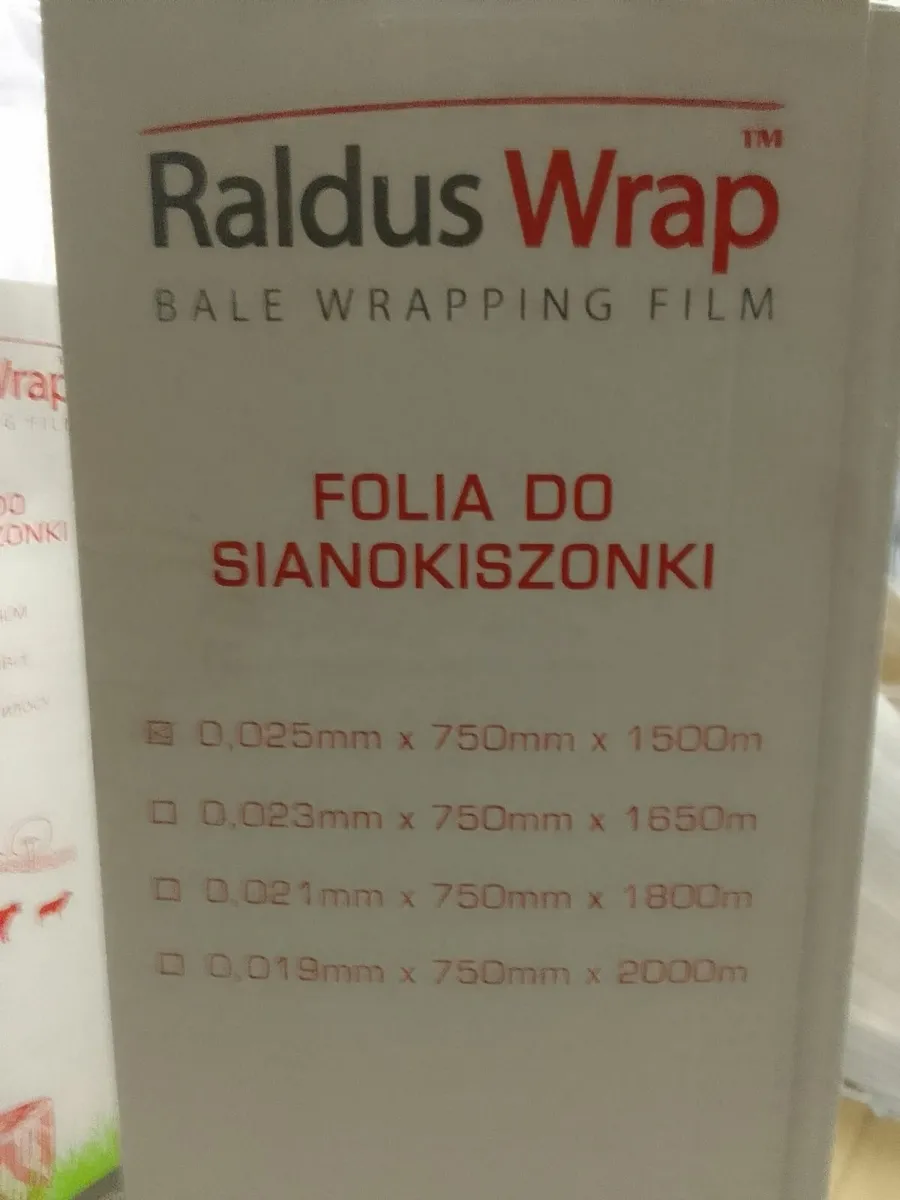 Raldus Wrap™
BALE WRAPPING FILM
FOLIA DO
SIANOKISZONKI
☒ 0,025mm x 750mm x 1500m
☐ 0,023mm x 750mm x 1650m
☐ 0,021mm x 750mm x 1800m
☐ 0,019mm x 750mm x 2000m